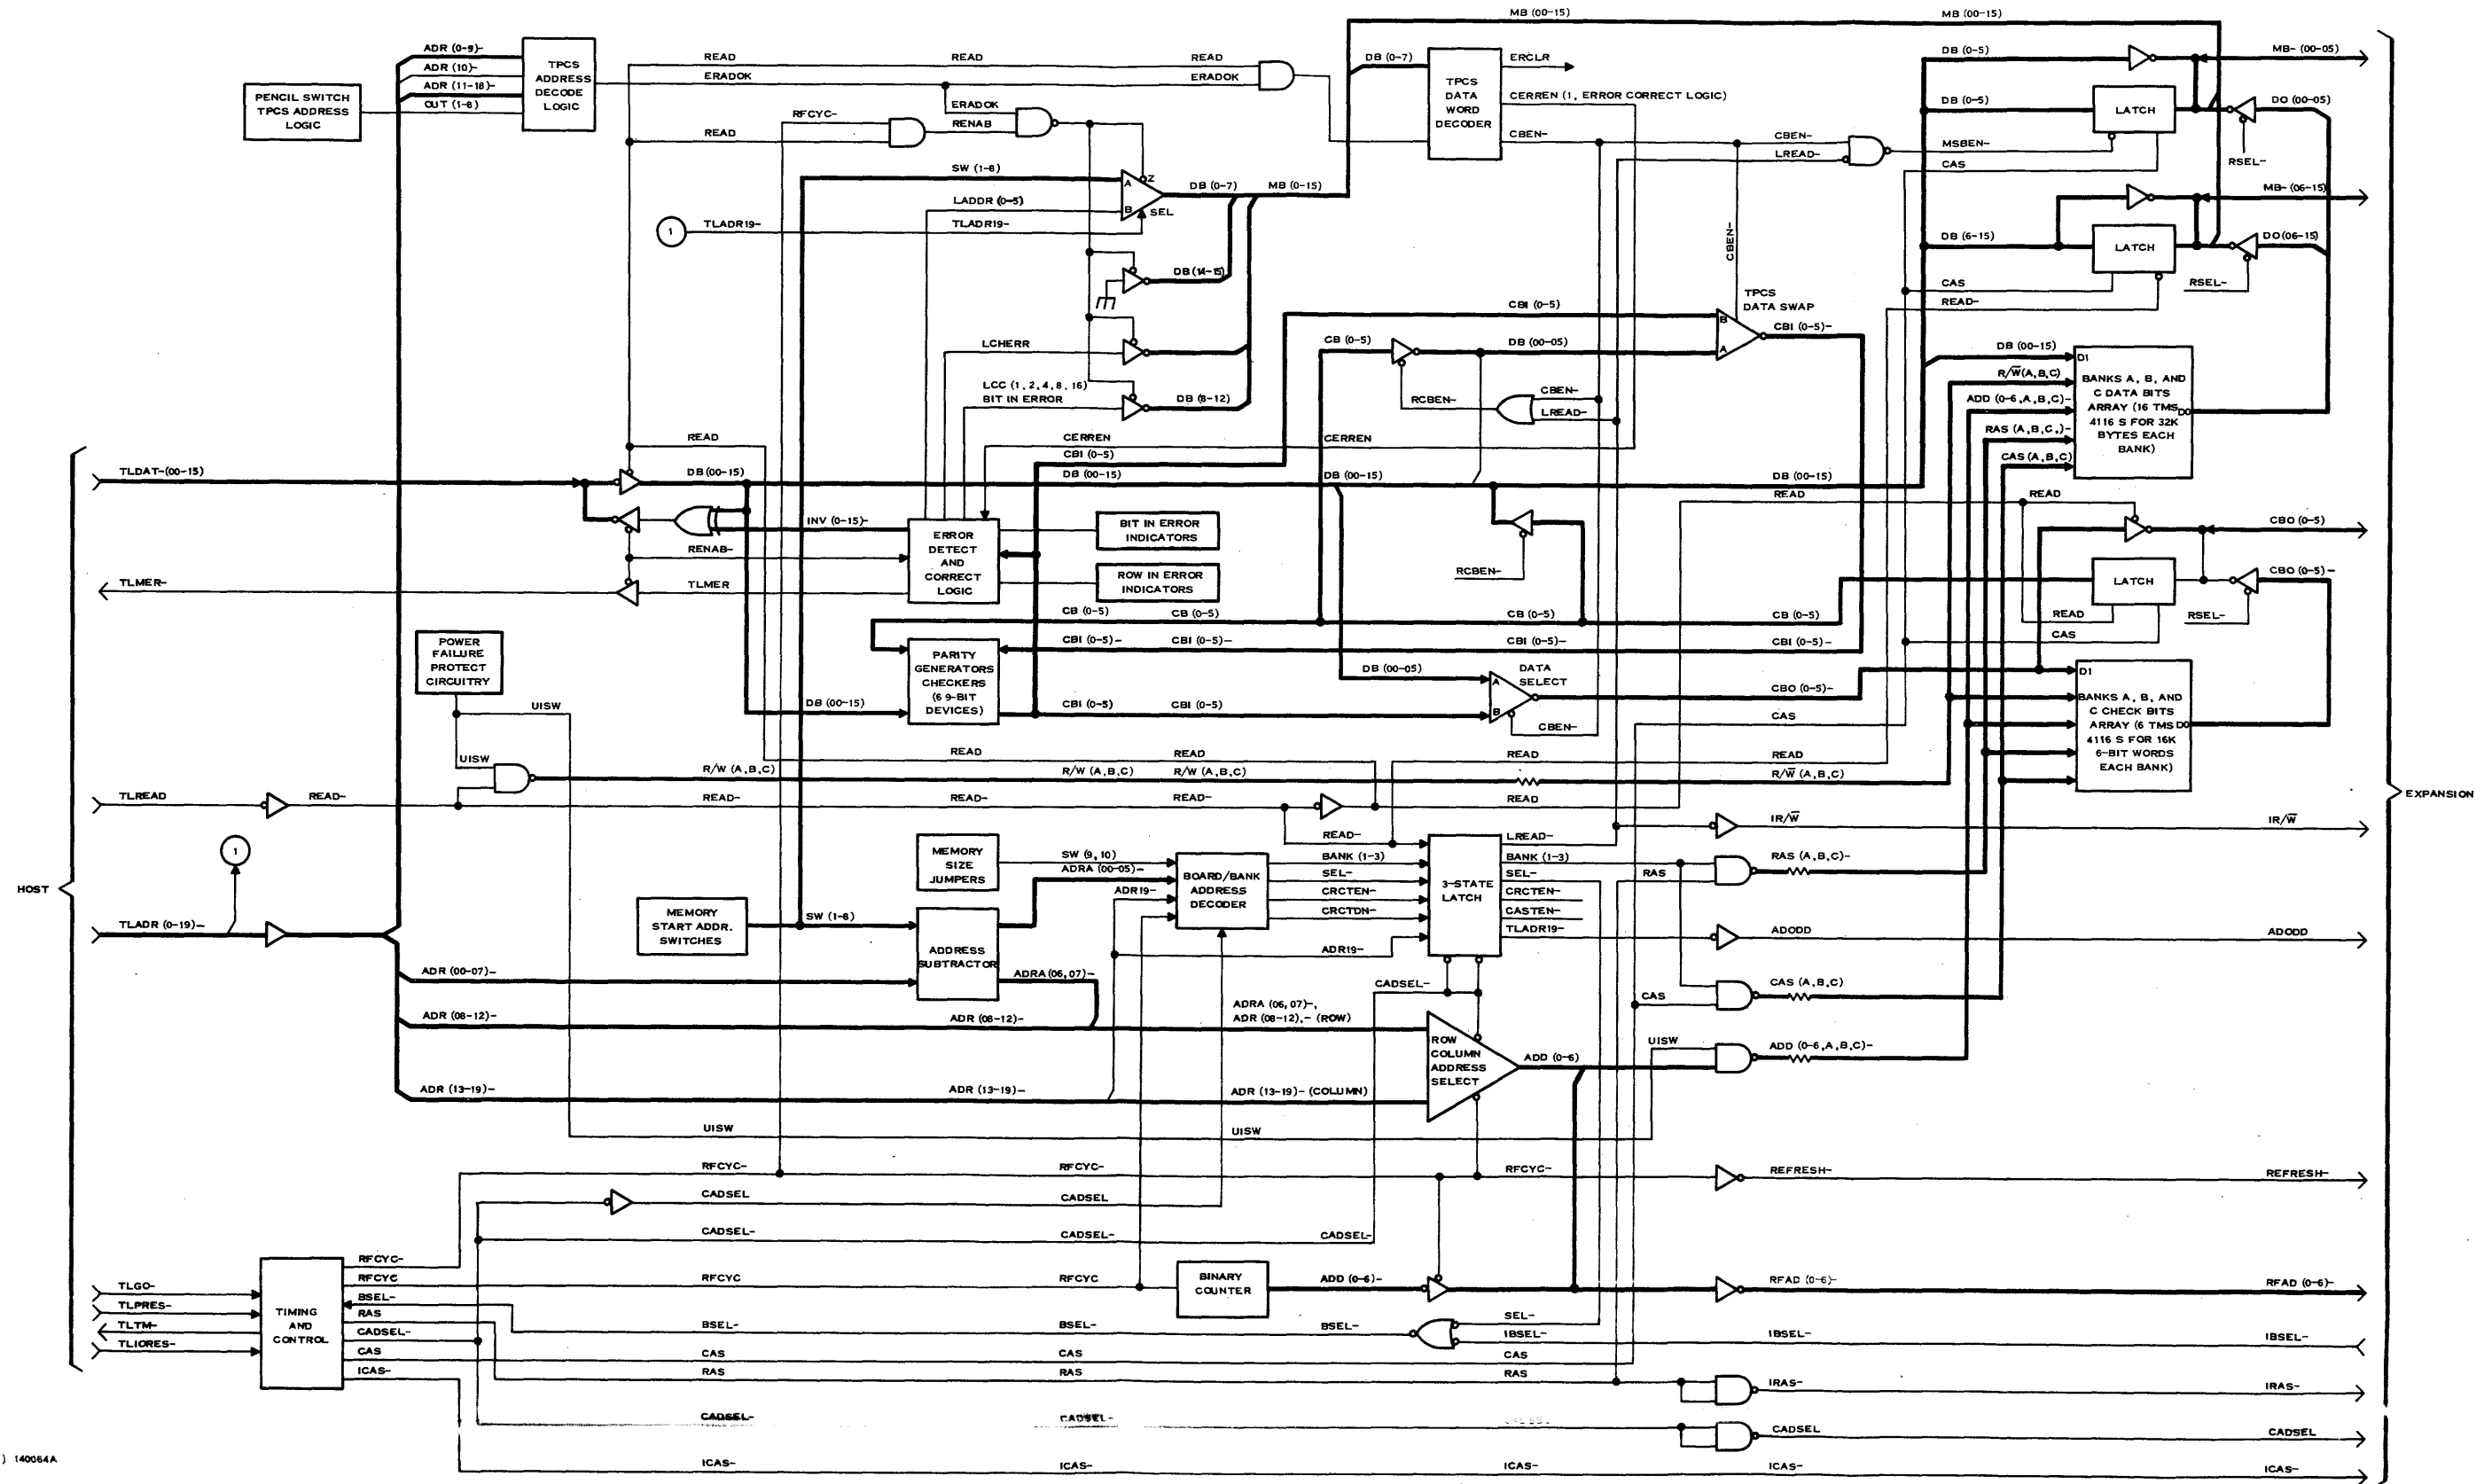 MB (00-15)
MB (00-15)
ADR (0-9)-
ADR (10)-
ADR (11-18)-
OUT (1-8)
PENCIL SWITCH
TPCS ADDRESS
LOGIC
TPCS
ADDRESS
DECODE
LOGIC
READ
READ
READ
ERADOK
ERADOK
ERADOK
RFCYC-
RENAB
READ
DB (0-7)
TPCS
DATA
WORD
DECODER
ERCLR
CERREN (1, ERROR CORRECT LOGIC)
CBEN-
CBEN-
LREAD-
MSBEN-
CAS
DB (0-5)
MB- (00-05)
DB (0-5)
LATCH
DO (00-05)
RSEL-
MB- (06-15)
DB (6-15)
LATCH
DO (06-15)
CAS
READ-
RSEL-
SW (1-8)
A
Z
B
SEL
DB (0-7)
MB (0-15)
LADDR (0-5)
1
TLADR19-
TLADR19-
DB (14-15)
CBEN-
TPCS
DATA SWAP
CBI (0-5)
B
A
CBI (0-5)-
LCHERR
CB (0-5)
DB (00-05)
LCC (1, 2, 4, 8, 16)
BIT IN ERROR
DB (8-12)
RCBEN-
CBEN-
LREAD-
DB (00-15)
R/W̅(A,B,C)
ADD (0-6,A,B,C)-
RAS (A,B,C,)-
CAS (A,B,C)
DI
BANKS A, B, AND
C DATA BITS
ARRAY (16 TMS
4116 S FOR 32K
BYTES EACH
BANK)
DO
READ
CERREN
CERREN
CBI (0-5)
TLDAT-(00-15)
DB (00-15)
DB (00-15)
DB (00-15)
DB (00-15)
READ
READ
INV (0-15)-
ERROR
DETECT
AND
CORRECT
LOGIC
BIT IN ERROR
INDICATORS
ROW IN ERROR
INDICATORS
RENAB-
TLMER-
TLMER
RCBEN-
CBO (0-5)
LATCH
CBO (0-5)-
READ
RSEL-
CAS
CB (0-5)
CB (0-5)
CB (0-5)
CB (0-5)
CBI (0-5)-
CBI (0-5)-
CBI (0-5)-
CBI (0-5)-
POWER
FAILURE
PROTECT
CIRCUITRY
PARITY
GENERATORS
CHECKERS
(6 9-BIT
DEVICES)
UISW
DB (00-15)
CBI (0-5)
CBI (0-5)
DB (00-05)
DATA
SELECT
A
B
CBO (0-5)-
CBEN-
CAS
DI
BANKS A, B, AND
C CHECK BITS
ARRAY (6 TMS
4116 S FOR 16K
6-BIT WORDS
EACH BANK)
DO
UISW
READ
READ
READ
READ
R/W (A,B,C)
R/W (A,B,C)
R/W (A,B,C)
R/W̅ (A,B,C)
TLREAD
READ-
READ-
READ-
READ-
READ
EXPANSION
1
MEMORY
SIZE
JUMPERS
SW (9, 10)
ADRA (00-05)-
ADR19-
BOARD/BANK
ADDRESS
DECODER
READ-
BANK (1-3)
SEL-
CRCTEN-
CRCTDN-
ADR19-
3-STATE
LATCH
LREAD-
BANK (1-3)
SEL-
CRCTEN-
CASTEN-
TLADR19-
IR/W̅
IR/W̅
RAS
RAS (A,B,C)-
ADODD
ADODD
HOST
TLADR (0-19)-
MEMORY
START ADDR.
SWITCHES
SW (1-8)
ADDRESS
SUBTRACTOR
ADR (00-07)-
ADRA (06,07)-
CADSEL-
CAS
CAS (A,B,C)
ADR (08-12)-
ADR (08-12)-
ADRA (06,07)-,
ADR (08-12),- (ROW)
ROW
COLUMN
ADDRESS
SELECT
ADD (0-6)
UISW
ADD (0-6,A,B,C)-
ADR (13-19)-
ADR (13-19)-
ADR (13-19)- (COLUMN)
UISW
UISW
RFCYC-
RFCYC-
RFCYC-
REFRESH-
REFRESH-
CADSEL
CADSEL
CADSEL-
CADSEL-
CADSEL-
TLGO-
TLPRES-
TLTM-
TLIORES-
TIMING
AND
CONTROL
RFCYC-
RFCYC
BSEL-
RAS
CADSEL-
CAS
ICAS-
RFCYC
RFCYC
BINARY
COUNTER
ADD (0-6)-
RFAD (0-6)-
RFAD (0-6)-
BSEL-
BSEL-
BSEL-
SEL-
IBSEL-
IBSEL-
IBSEL-
CAS
CAS
CAS
RAS
RAS
RAS
IRAS-
IRAS-
CADSEL-
CADSEL-
CADSEL
CADSEL
ICAS-
ICAS-
ICAS-
ICAS-
ICAS-
) 140064A